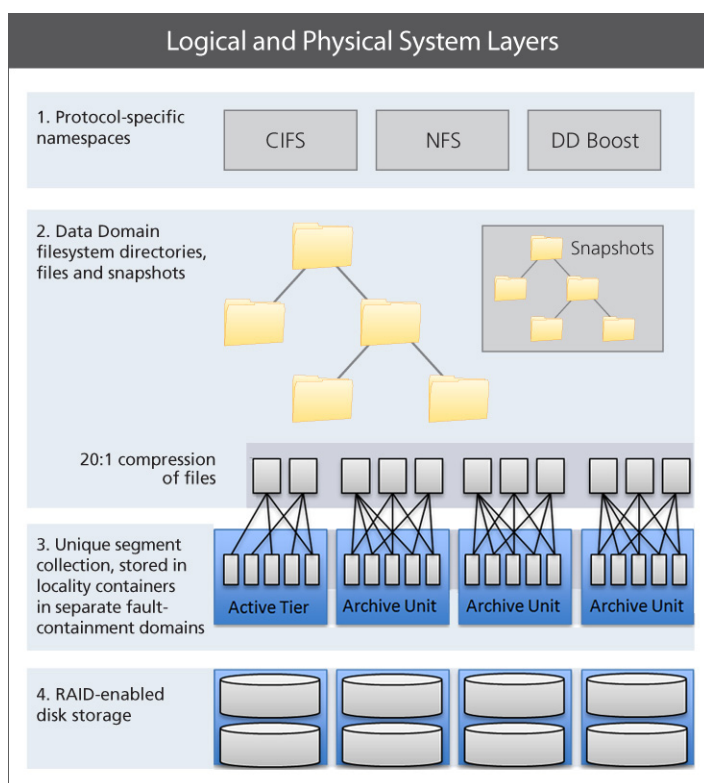 Logical and Physical System Layers
1. Protocol-specific
namespaces
CIFS
NFS
DD Boost
2. Data Domain
filesystem directories,
files and snapshots
Snapshots
20:1 compression
of files
3. Unique segment
collection, stored in
locality containers
in separate fault-
containment domains
Active Tier
Archive Unit
Archive Unit
Archive Unit
4. RAID-enabled
disk storage